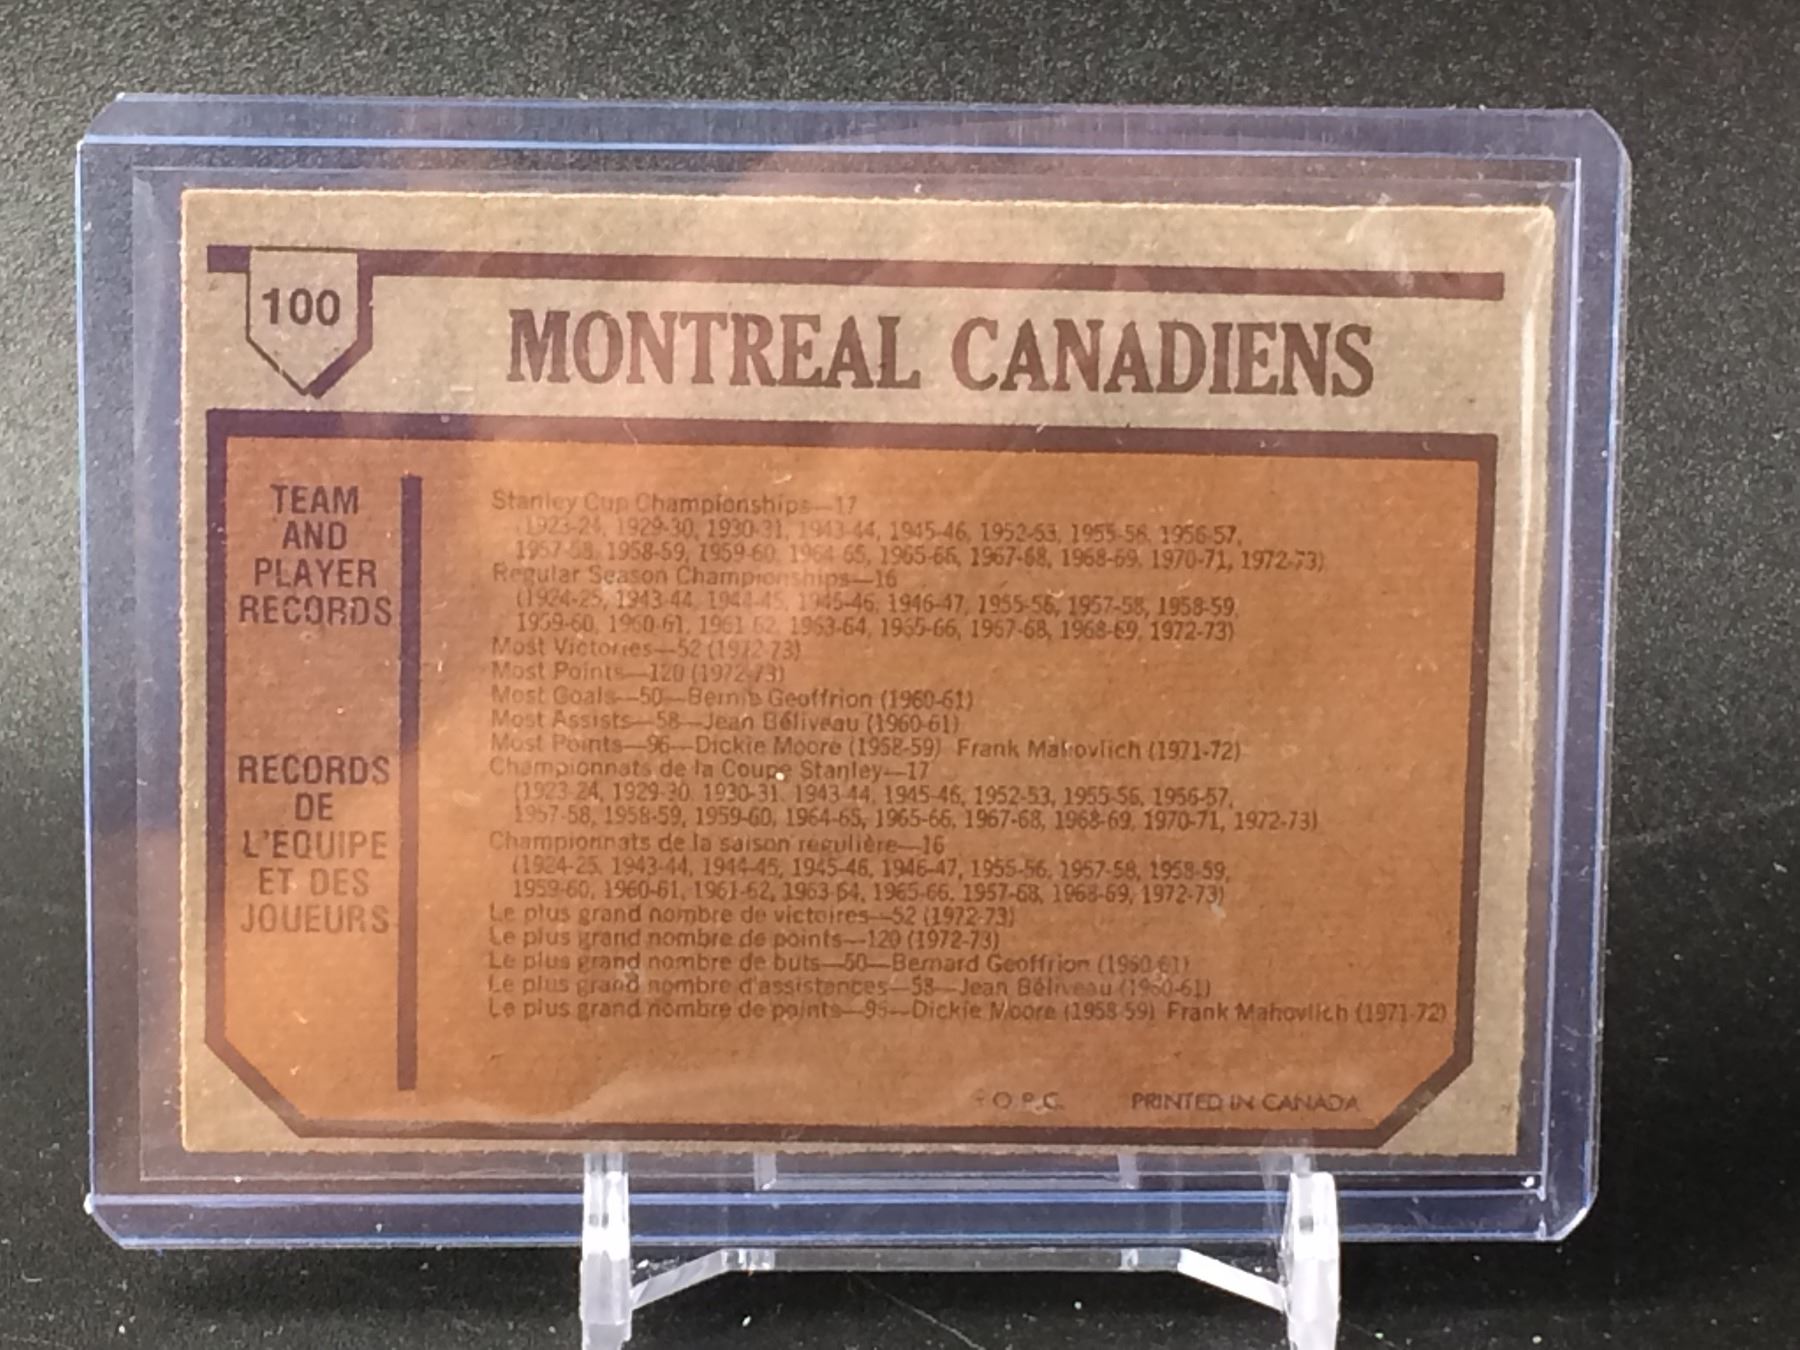 100
MONTREAL CANADIENS
TEAM
AND
PLAYER
RECORDS
Stanley Cup Championships—17
(1923-24, 1929-30, 1930-31, 1943-44, 1945-46, 1952-53, 1955-56, 1956-57,
1957-58, 1958-59, 1959-60, 1964-65, 1965-66, 1967-68, 1968-69, 1970-71, 1972-73)
Regular Season Championships—16
(1924-25, 1943-44, 1944-45, 1945-46, 1946-47, 1955-56, 1957-58, 1958-59,
1959-60, 1960-61, 1961-62, 1963-64, 1965-66, 1967-68, 1968-69, 1972-73)
Most Victories—52 (1972-73)
Most Points—120 (1972-73)
Most Goals—50—Bernie Geoffrion (1960-61)
Most Assists—58—Jean Béliveau (1960-61)
Most Points—96—Dickie Moore (1958-59) Frank Mahovlich (1971-72)
RECORDS
DE
L'EQUIPE
ET DES
JOUEURS
Championnats de la Coupe Stanley—17
(1923-24, 1929-30, 1930-31, 1943-44, 1945-46, 1952-53, 1955-56, 1956-57,
1957-58, 1958-59, 1959-60, 1964-65, 1965-66, 1967-68, 1968-69, 1970-71, 1972-73)
Championnats de la saison régulière—16
(1924-25, 1943-44, 1944-45, 1945-46, 1946-47, 1955-56, 1957-58, 1958-59,
1959-60, 1960-61, 1961-62, 1963-64, 1965-66, 1957-68, 1968-69, 1972-73)
Le plus grand nombre de victoires—52 (1972-73)
Le plus grand nombre de points—120 (1972-73)
Le plus grand nombre de buts—50—Bernard Geoffrion (1960-61)
Le plus grand nombre d'assistances—58—Jean Béliveau (1960-61)
Le plus grand nombre de points—96—Dickie Moore (1958-59) Frank Mahovlich (1971-72)
O.P.C. PRINTED IN CANADA